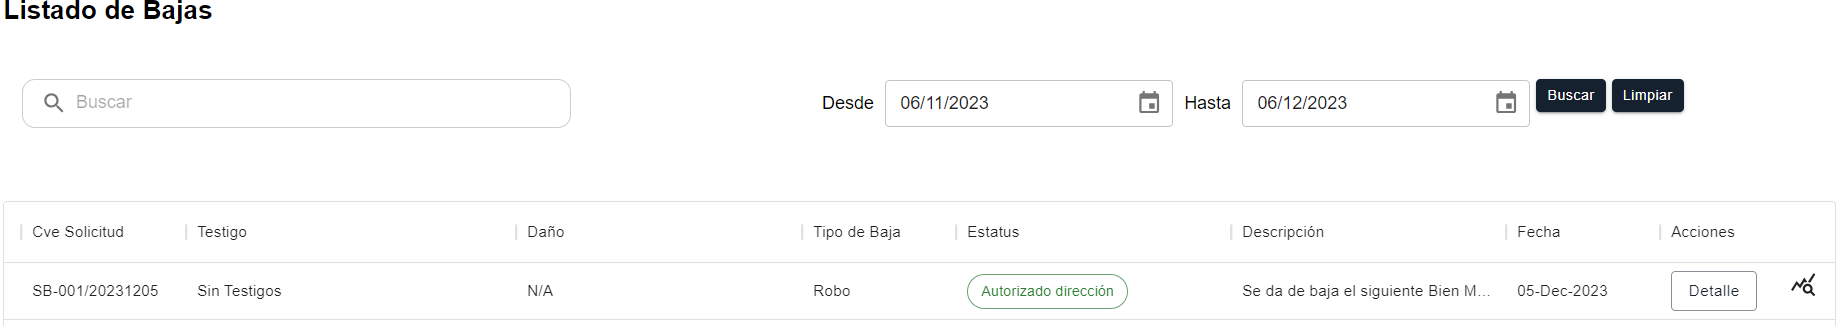 Listado de Bajas
Buscar
Desde 06/11/2023 Hasta 06/12/2023 Buscar Limpiar
Cve Solicitud Testigo Daño Tipo de Baja Estatus Descripción Fecha Acciones
SB-001/20231205 Sin Testigos N/A Robo Autorizado dirección Se da de baja el siguiente Bien M... 05-Dec-2023 Detalle